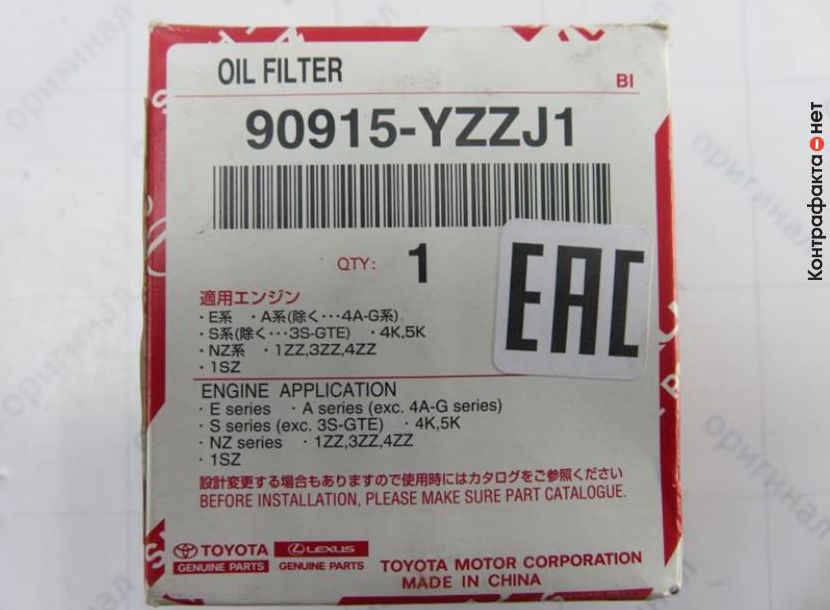 OIL FILTER
BI
90915-YZZJ1
QTY: 1
EAC
適用エンジン
・E系 ・A系(除く・・・4A-G系)
・S系(除く・・・3S-GTE) ・4K,5K
・NZ系 ・1ZZ,3ZZ,4ZZ
・1SZ
ENGINE APPLICATION
・E series ・A series (exc. 4A-G series)
・S series (exc. 3S-GTE) ・4K,5K
・NZ series ・1ZZ,3ZZ,4ZZ
・1SZ
設計変更する場合もありますので使用時にはカタログをご参照ください
BEFORE INSTALLATION, PLEASE MAKE SURE PART CATALOGUE.
TOYOTA
GENUINE PARTS
LEXUS
GENUINE PARTS
TOYOTA MOTOR CORPORATION
MADE IN CHINA
Контрафакта нет
оригинал
оригинал
оригинал
оригинал
оригинал